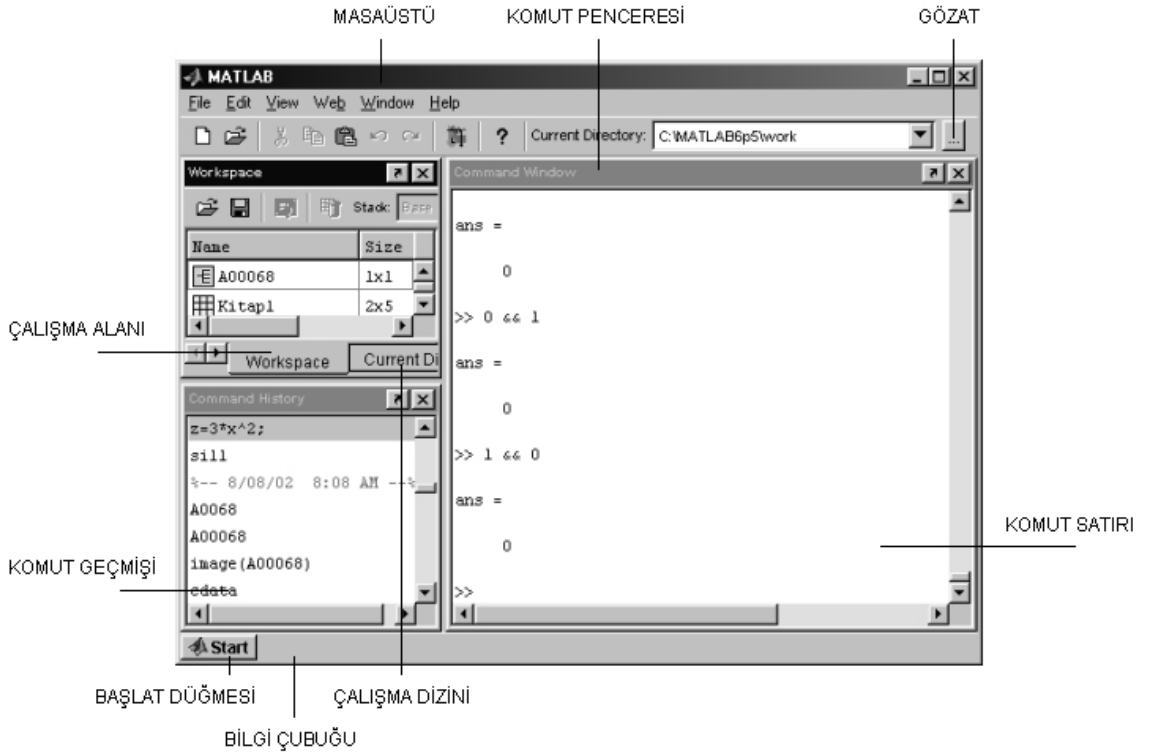 MASAÜSTÜ KOMUT PENCERESİ GÖZAT
MATLAB
File Edit View Web Window Help
Current Directory: C:\MATLAB6p5\work ...
Workspace
Stack: Base
Name Size
A00068 1x1
Kitap1 2x5
Workspace Current Di
ÇALIŞMA ALANI
Command History
z=3*x^2;
sill
%-- 8/08/02 8:08 AM --%
A0068
A00068
image(A00068)
cdata
KOMUT GEÇMİŞİ
Command Window
ans =
0
>> 0 && 1
ans =
0
>> 1 && 0
ans =
0
>>
KOMUT SATIRI
Start
BAŞLAT DÜĞMESİ ÇALIŞMA DİZİNİ
BİLGİ ÇUBUĞU